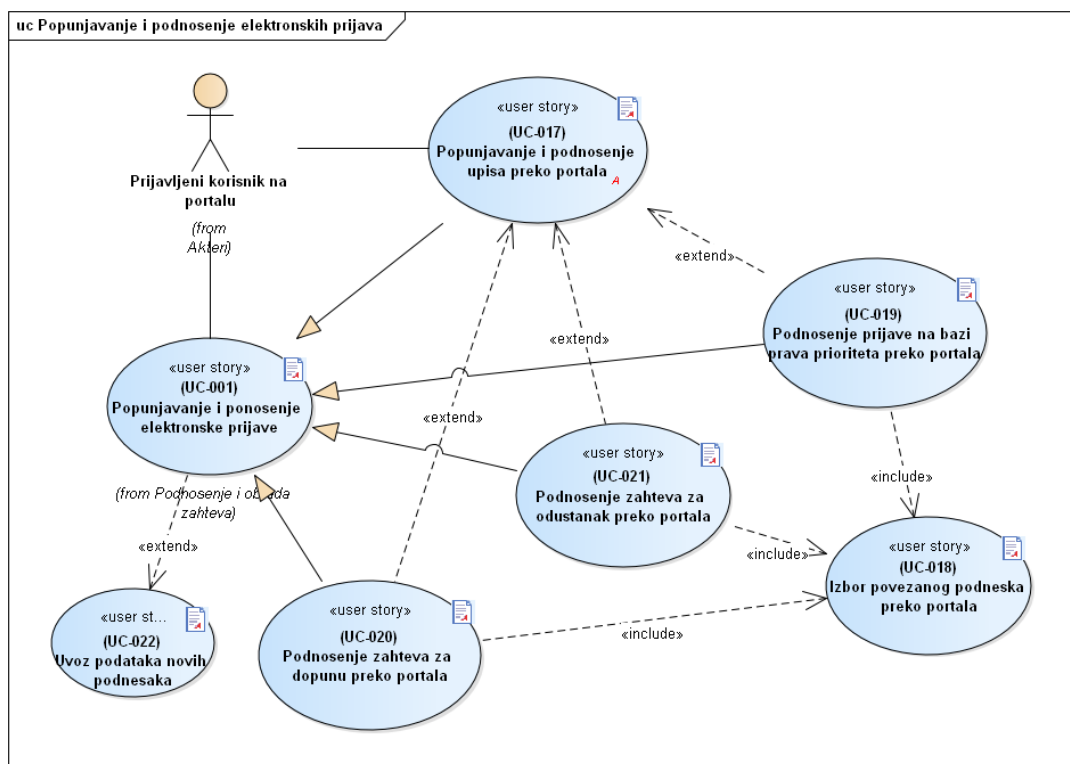 uc Popunjavanje i podnosenje elektronskih prijava
Prijavljeni korisnik na
portalu
(from
Akteri)
«user story»
(UC-017)
Popunjavanje i podnosenje
upisa preko portala
A
«extend»
«user story»
(UC-019)
Podnosenje prijave na bazi
prava prioriteta preko portala
«extend»
«user story»
(UC-001)
Popunjavanje i ponosenje
elektronske prijave
(from Podnosenje i obrada
zahteva)
«extend»
«user story»
(UC-021)
Podnosenje zahteva za
odustanak preko portala
«include»
«extend»
«include»
«user story»
(UC-018)
Izbor povezanog podneska
preko portala
«user st...
(UC-022)
Uvoz podataka novih
podnesaka
«user story»
(UC-020)
Podnosenje zahteva za
dopunu preko portala
«include»